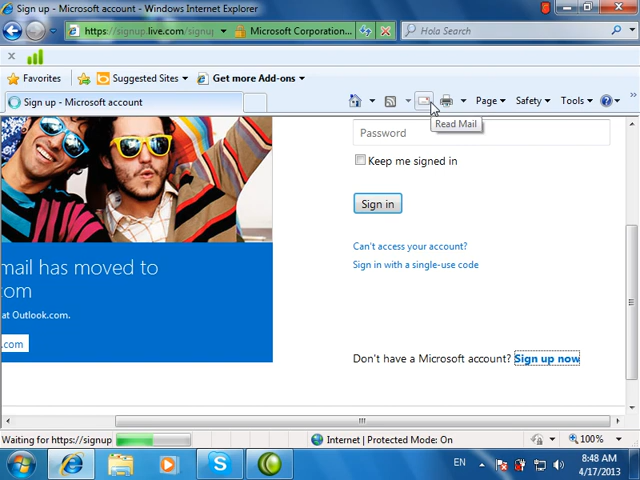 Sign up - Microsoft account - Windows Internet Explorer
https://signup.live.com/signup
Microsoft Corporation...
Hola Search
Favorites
Suggested Sites
Get more Add-ons
Sign up - Microsoft account
Page
Safety
Tools
Read Mail
Password
Keep me signed in
Sign in
mail has moved to
com
at Outlook.com.
.com
Can't access your account?
Sign in with a single-use code
Don't have a Microsoft account? Sign up now
Waiting for https://signup
Internet | Protected Mode: On
100%
EN
8:48 AM
4/17/2013